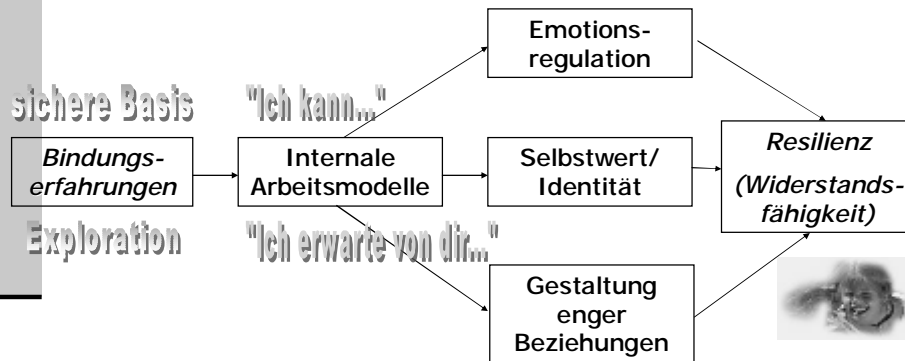 Emotions-
regulation
sichere Basis
"Ich kann..."
Bindungs-
erfahrungen
Internale
Arbeitsmodelle
Selbstwert/
Identität
Resilienz
(Widerstands-
fähigkeit)
Exploration
"Ich erwarte von dir..."
Gestaltung
enger
Beziehungen